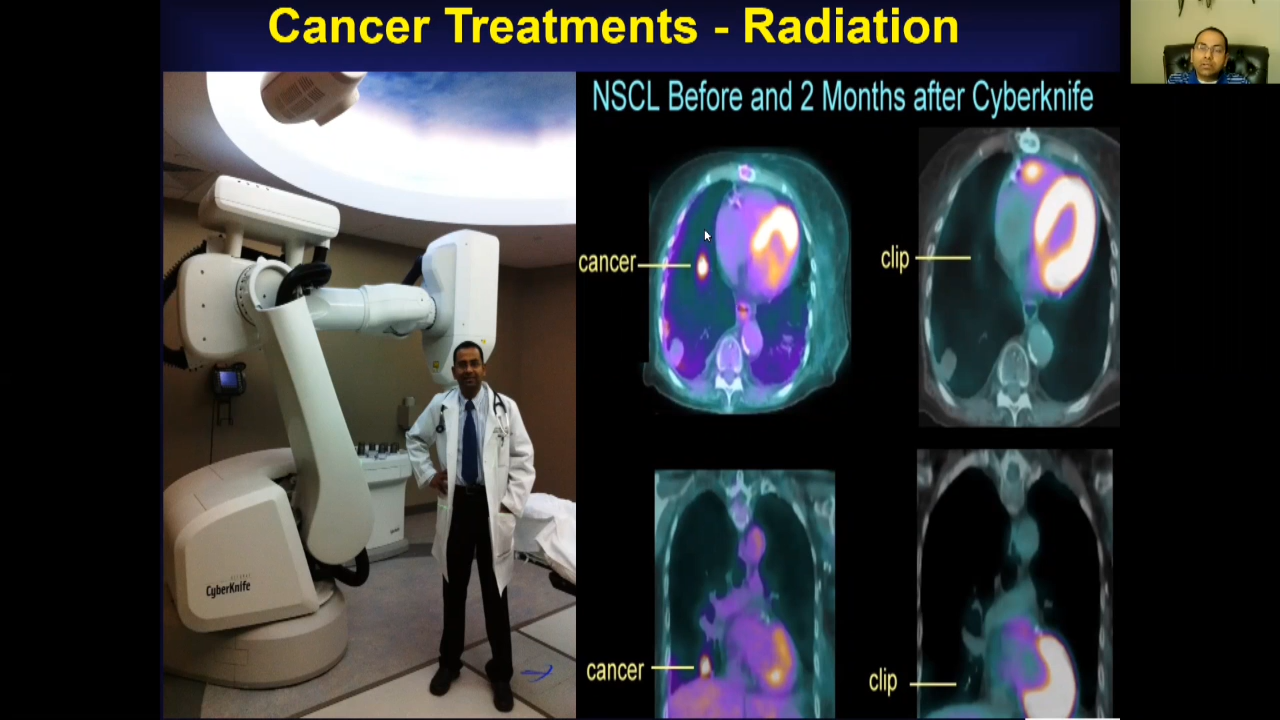 Cancer Treatments - Radiation
NSCL Before and 2 Months after Cyberknife
cancer
clip
CyberKnife
cancer
clip